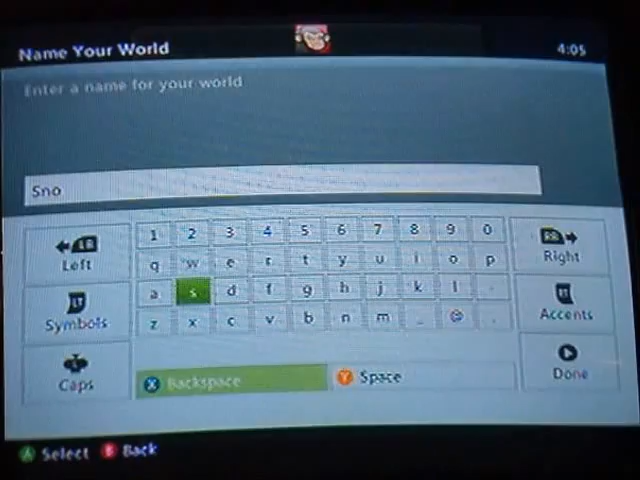 Name Your World
4:05
Enter a name for your world
Sno
Left
1 2 3 4 5 6 7 8 9 0
Right
q w e r t y u i o p
Symbols
a s d f g h j k l -
Accents
z x c v b n m _ @ .
Caps
X Backspace
Y Space
Done
A Select B Back